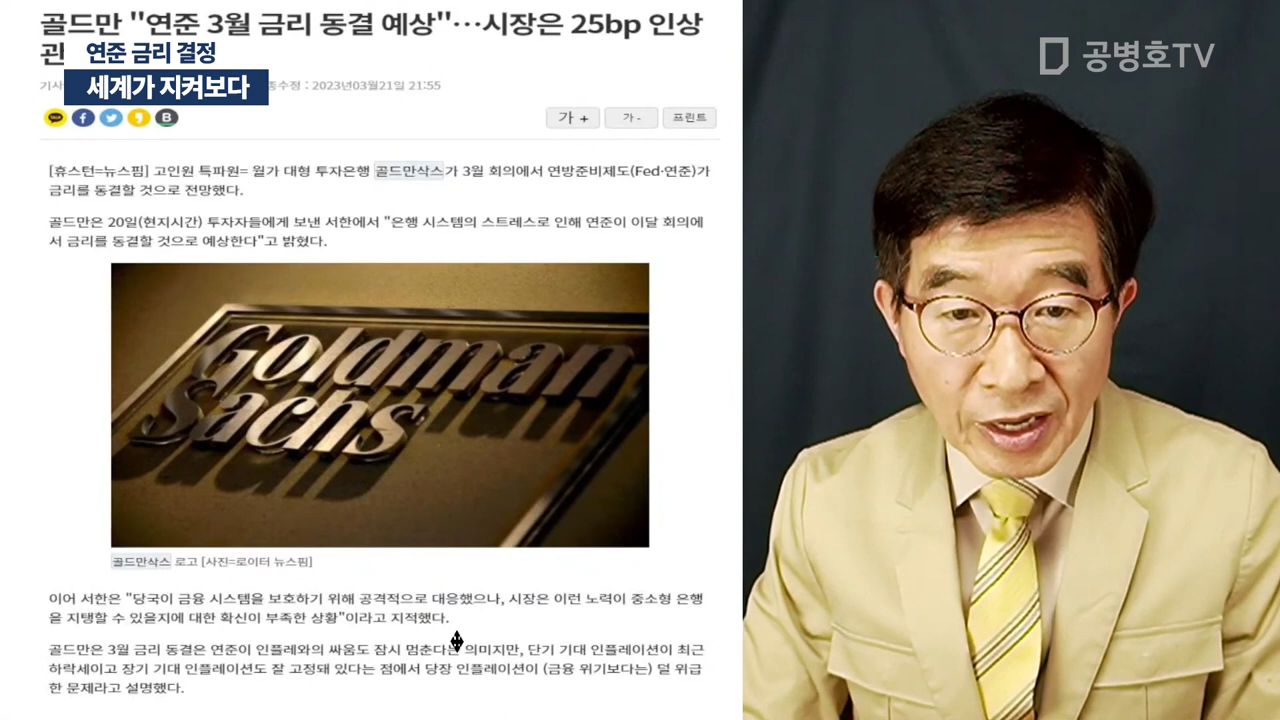 골드만 "연준 3월 금리 동결 예상"…시장은 25bp 인상
관
연준 금리 결정
세계가 지켜보다
공병호TV
기사 종수정 : 2023년03월21일 21:55
가 + 가 - 프린트
[휴스턴=뉴스핌] 고인원 특파원= 월가 대형 투자은행 골드만삭스가 3월 회의에서 연방준비제도(Fed·연준)가
금리를 동결할 것으로 전망했다.
골드만은 20일(현지시간) 투자자들에게 보낸 서한에서 "은행 시스템의 스트레스로 인해 연준이 이달 회의에
서 금리를 동결할 것으로 예상한다"고 밝혔다.
Goldman
Sachs
골드만삭스 로고 [사진=로이터 뉴스핌]
이어 서한은 "당국이 금융 시스템을 보호하기 위해 공격적으로 대응했으나, 시장은 이런 노력이 중소형 은행
을 지탱할 수 있을지에 대한 확신이 부족한 상황"이라고 지적했다.
골드만은 3월 금리 동결은 연준이 인플레와의 싸움도 잠시 멈춘다는 의미지만, 단기 기대 인플레이션이 최근
하락세이고 장기 기대 인플레이션도 잘 고정돼 있다는 점에서 당장 인플레이션이 (금융 위기보다는) 덜 위급
한 문제라고 설명했다.